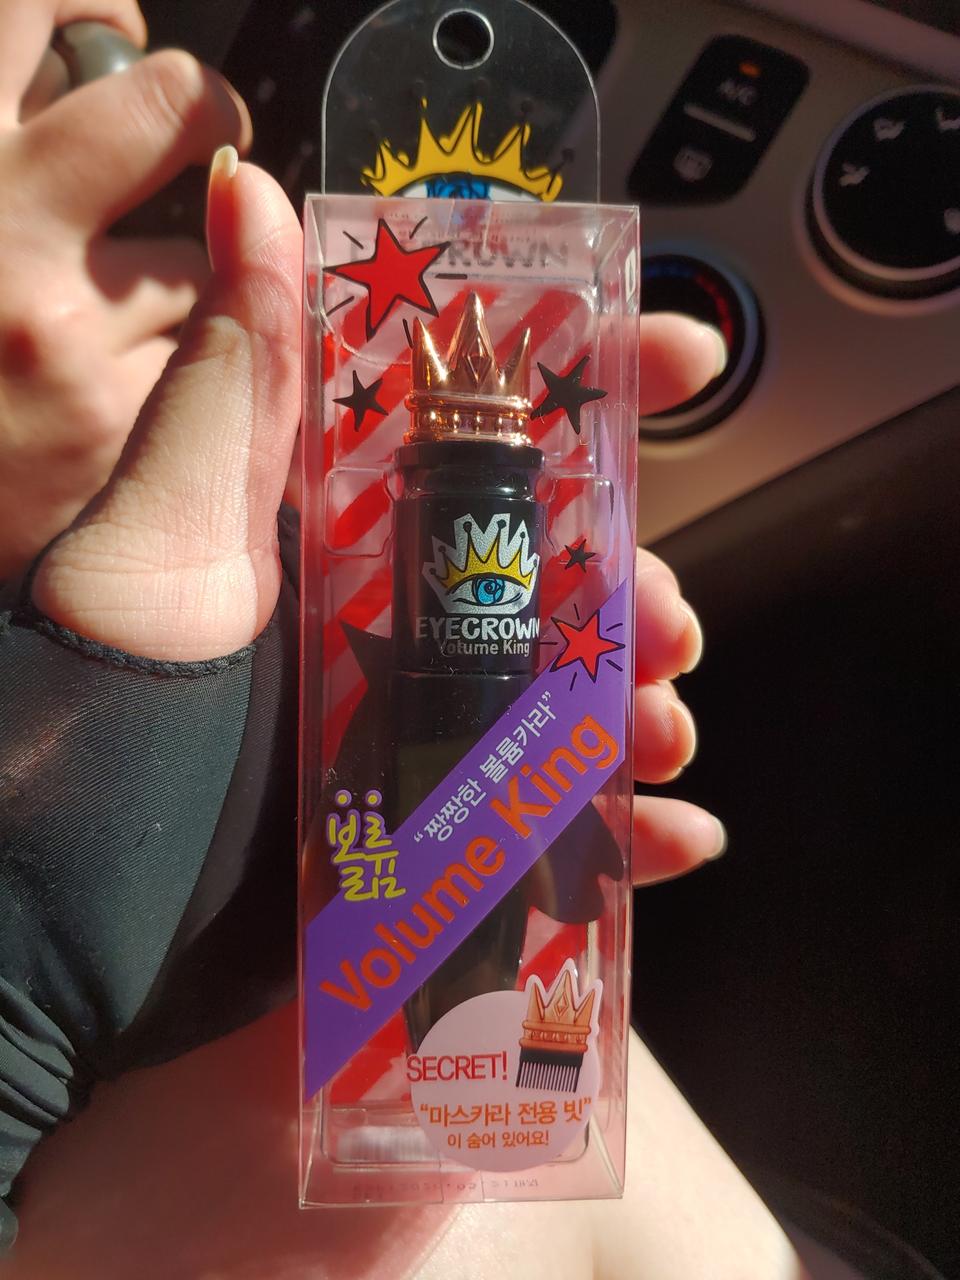 A/C
EYECROWN
Volume King
"짱짱한 볼륨카라"
Volume King
볼륨
SECRET!
"마스카라 전용 빗"
이 숨어 있어요!